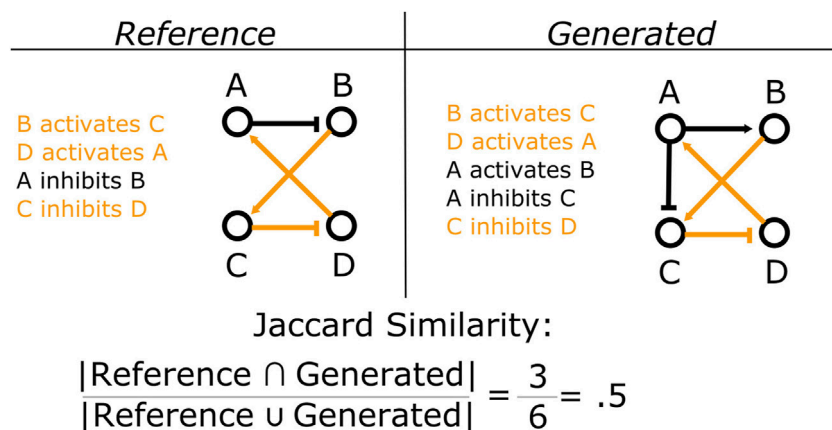 Reference
Generated
A B
B activates C
D activates A
A inhibits B
C inhibits D
C D
A B
B activates C
D activates A
A activates B
A inhibits C
C inhibits D
C D
Jaccard Similarity:
|Reference ∩ Generated|
|Reference ∪ Generated|
= 3
6
= .5